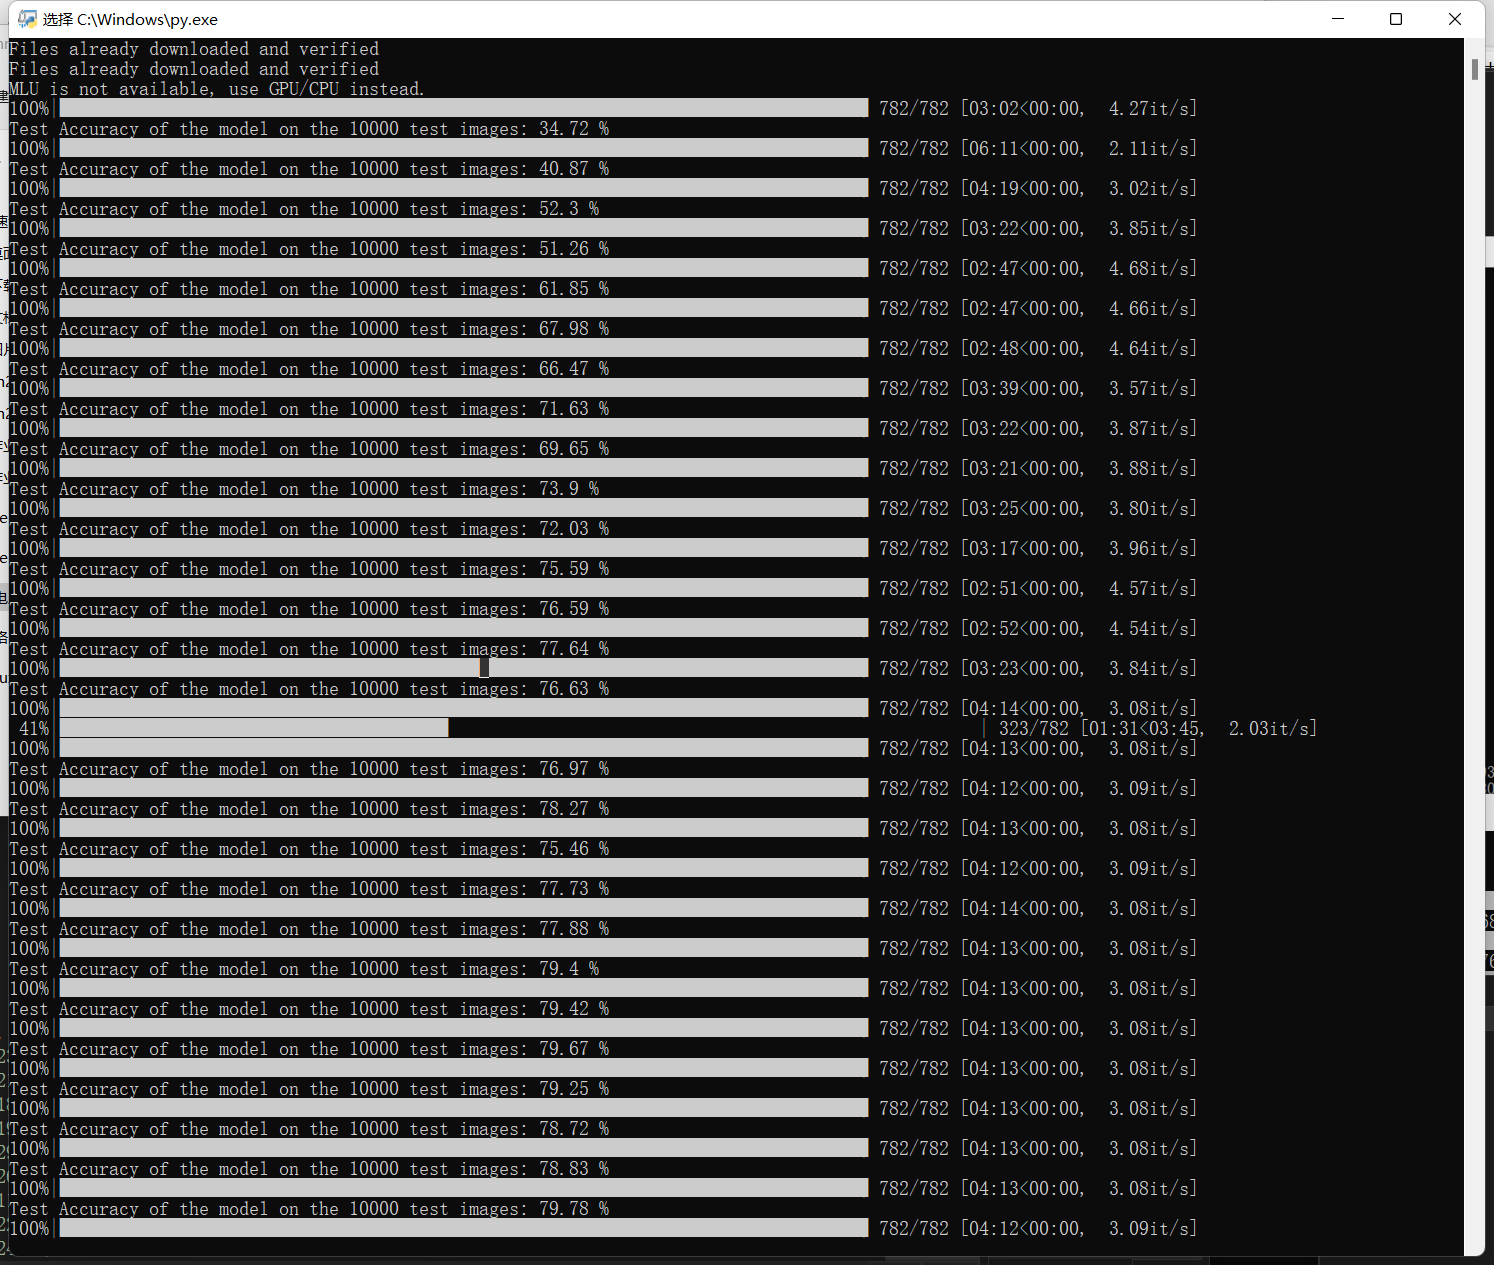 选择 C:\Windows\py.exe
Files already downloaded and verified
Files already downloaded and verified
MLU is not available, use GPU/CPU instead.
100%| 782/782 [03:02<00:00, 4.27it/s]
Test Accuracy of the model on the 10000 test images: 34.72 %
100%| 782/782 [06:11<00:00, 2.11it/s]
Test Accuracy of the model on the 10000 test images: 40.87 %
100%| 782/782 [04:19<00:00, 3.02it/s]
Test Accuracy of the model on the 10000 test images: 52.3 %
100%| 782/782 [03:22<00:00, 3.85it/s]
Test Accuracy of the model on the 10000 test images: 51.26 %
100%| 782/782 [02:47<00:00, 4.68it/s]
Test Accuracy of the model on the 10000 test images: 61.85 %
100%| 782/782 [02:47<00:00, 4.66it/s]
Test Accuracy of the model on the 10000 test images: 67.98 %
100%| 782/782 [02:48<00:00, 4.64it/s]
Test Accuracy of the model on the 10000 test images: 66.47 %
100%| 782/782 [03:39<00:00, 3.57it/s]
Test Accuracy of the model on the 10000 test images: 71.63 %
100%| 782/782 [03:22<00:00, 3.87it/s]
Test Accuracy of the model on the 10000 test images: 69.65 %
100%| 782/782 [03:21<00:00, 3.88it/s]
Test Accuracy of the model on the 10000 test images: 73.9 %
100%| 782/782 [03:25<00:00, 3.80it/s]
Test Accuracy of the model on the 10000 test images: 72.03 %
100%| 782/782 [03:17<00:00, 3.96it/s]
Test Accuracy of the model on the 10000 test images: 75.59 %
100%| 782/782 [02:51<00:00, 4.57it/s]
Test Accuracy of the model on the 10000 test images: 76.59 %
100%| 782/782 [02:52<00:00, 4.54it/s]
Test Accuracy of the model on the 10000 test images: 77.64 %
100%| 782/782 [03:23<00:00, 3.84it/s]
Test Accuracy of the model on the 10000 test images: 76.63 %
100%| 782/782 [04:14<00:00, 3.08it/s]
41%| | 323/782 [01:31<03:45, 2.03it/s]
100%| 782/782 [04:13<00:00, 3.08it/s]
Test Accuracy of the model on the 10000 test images: 76.97 %
100%| 782/782 [04:12<00:00, 3.09it/s]
Test Accuracy of the model on the 10000 test images: 78.27 %
100%| 782/782 [04:13<00:00, 3.08it/s]
Test Accuracy of the model on the 10000 test images: 75.46 %
100%| 782/782 [04:12<00:00, 3.09it/s]
Test Accuracy of the model on the 10000 test images: 77.73 %
100%| 782/782 [04:14<00:00, 3.08it/s]
Test Accuracy of the model on the 10000 test images: 77.88 %
100%| 782/782 [04:13<00:00, 3.08it/s]
Test Accuracy of the model on the 10000 test images: 79.4 %
100%| 782/782 [04:13<00:00, 3.08it/s]
Test Accuracy of the model on the 10000 test images: 79.42 %
100%| 782/782 [04:13<00:00, 3.08it/s]
Test Accuracy of the model on the 10000 test images: 79.67 %
100%| 782/782 [04:13<00:00, 3.08it/s]
Test Accuracy of the model on the 10000 test images: 79.25 %
100%| 782/782 [04:13<00:00, 3.08it/s]
Test Accuracy of the model on the 10000 test images: 78.72 %
100%| 782/782 [04:13<00:00, 3.08it/s]
Test Accuracy of the model on the 10000 test images: 78.83 %
100%| 782/782 [04:13<00:00, 3.08it/s]
Test Accuracy of the model on the 10000 test images: 79.78 %
100%| 782/782 [04:12<00:00, 3.09it/s]